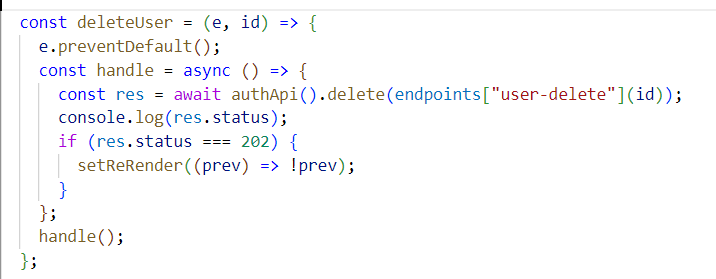 const deleteUser = (e, id) => {
  e.preventDefault();
  const handle = async () => {
    const res = await authApi().delete(endpoints["user-delete"](id));
    console.log(res.status);
    if (res.status === 202) {
      setReRender((prev) => !prev);
    }
  };
  handle();
};